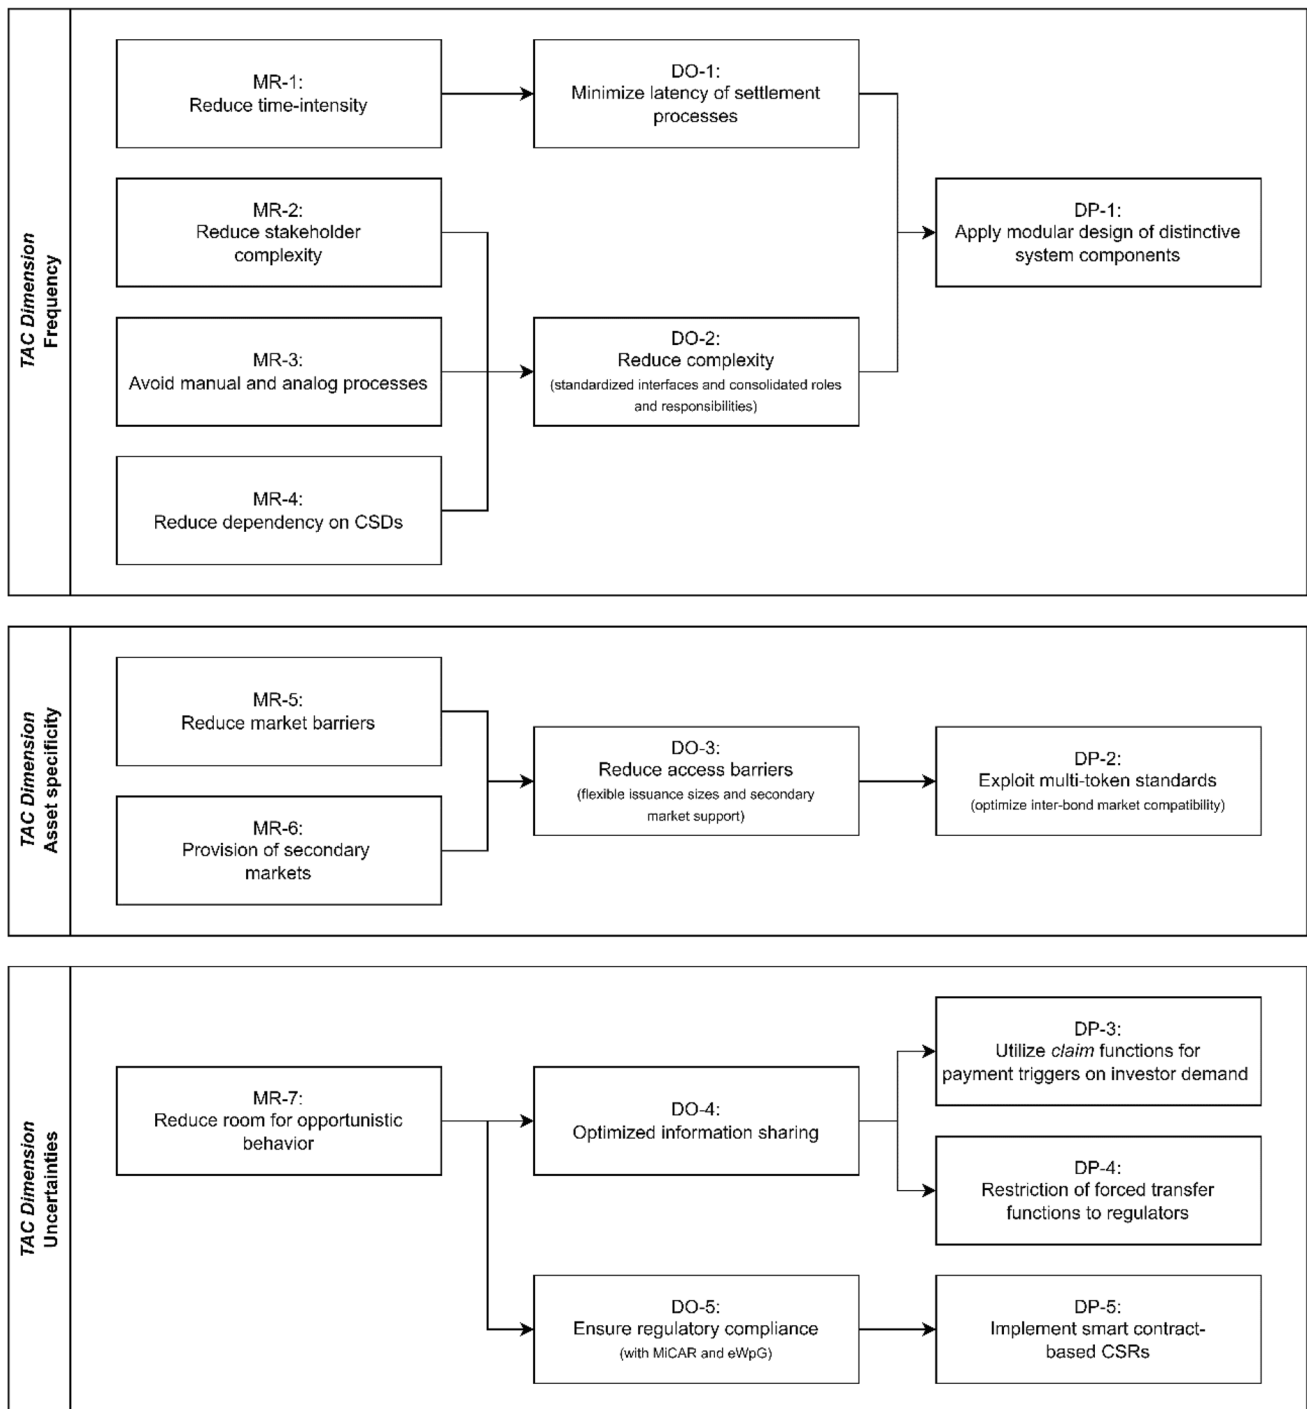 TAC Dimension
Frequency
MR-1:
Reduce time-intensity
DO-1:
Minimize latency of settlement
processes
MR-2:
Reduce stakeholder
complexity
DP-1:
Apply modular design of distinctive
system components
MR-3:
Avoid manual and analog processes
DO-2:
Reduce complexity
(standardized interfaces and consolidated roles
and responsibilities)
MR-4:
Reduce dependency on CSDs
TAC Dimension
Asset specificity
MR-5:
Reduce market barriers
MR-6:
Provision of secondary
markets
DO-3:
Reduce access barriers
(flexible issuance sizes and secondary
market support)
DP-2:
Exploit multi-token standards
(optimize inter-bond market compatibility)
TAC Dimension
Uncertainties
MR-7:
Reduce room for opportunistic
behavior
DO-4:
Optimized information sharing
DP-3:
Utilize claim functions for
payment triggers on investor demand
DP-4:
Restriction of forced transfer
functions to regulators
DO-5:
Ensure regulatory compliance
(with MiCAR and eWpG)
DP-5:
Implement smart contract-
based CSRs